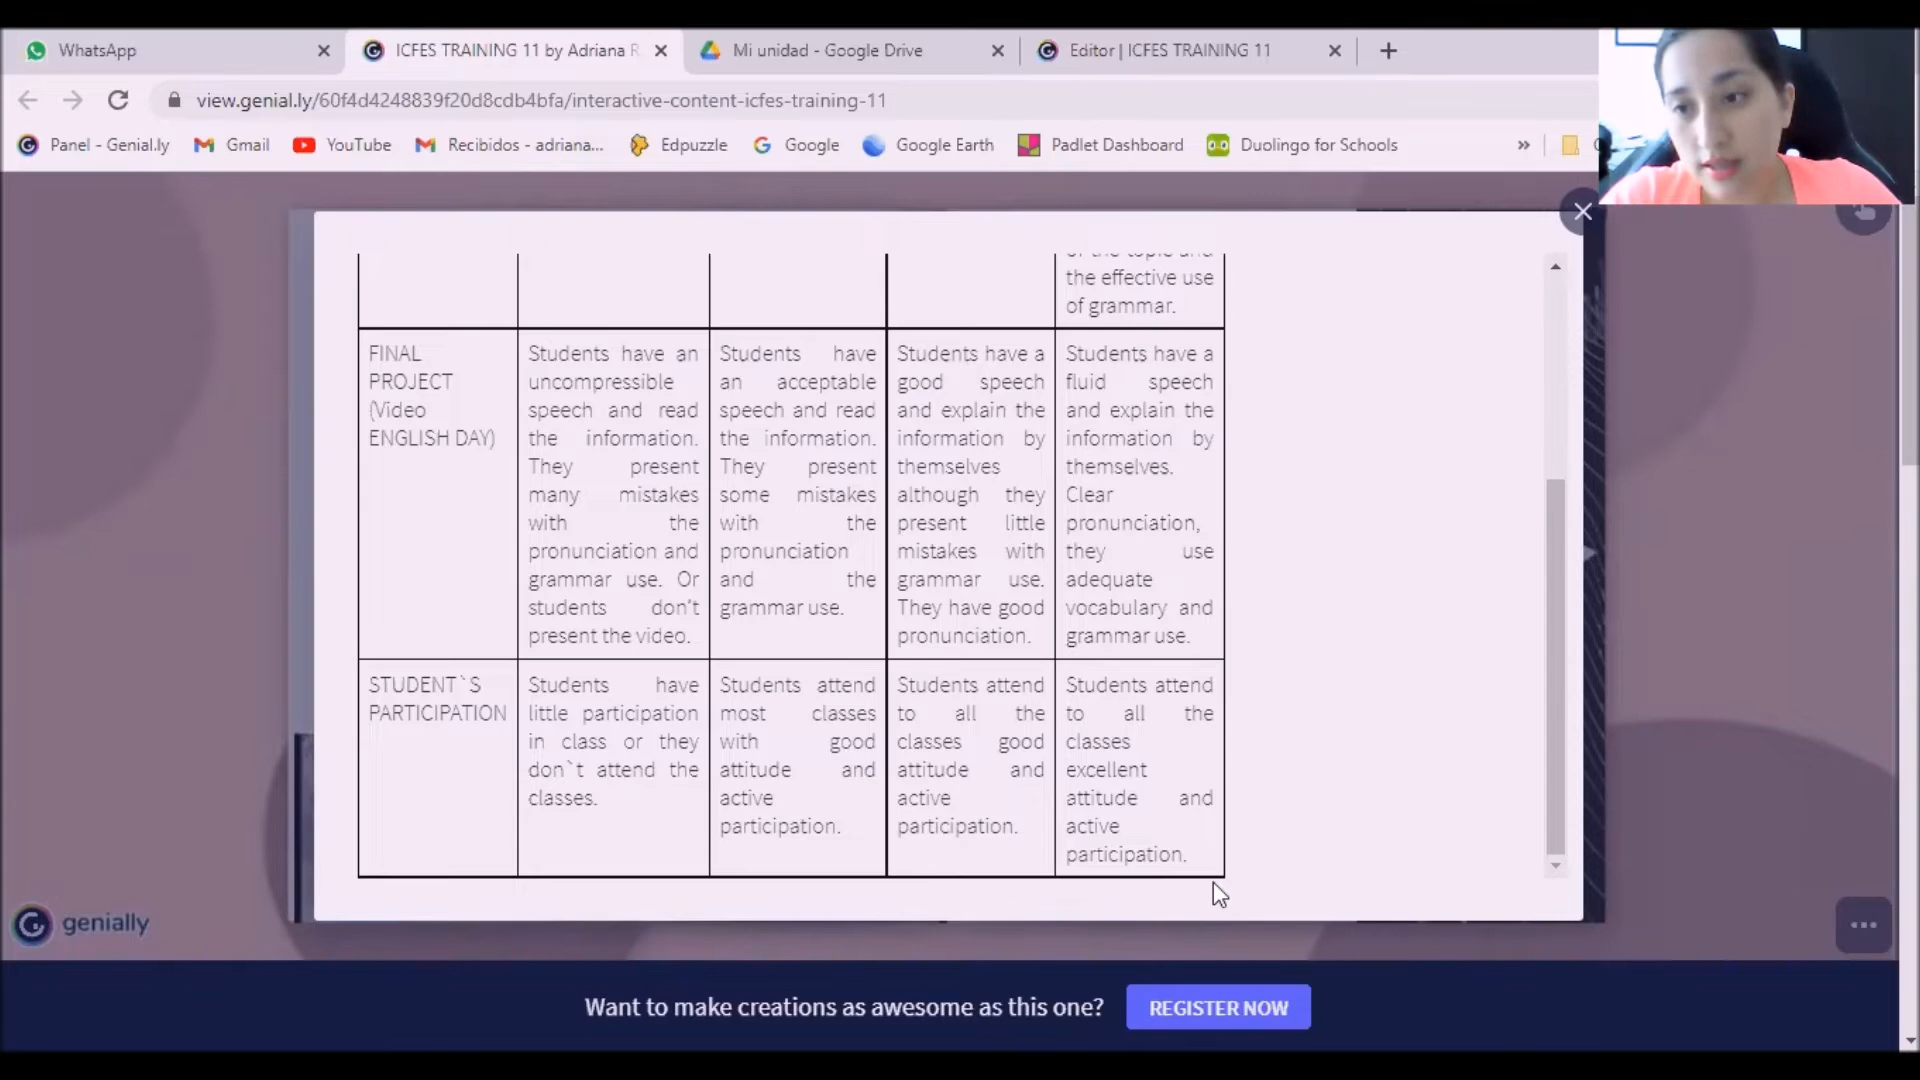 WhatsApp
ICFES TRAINING 11 by Adriana R
Mi unidad - Google Drive
Editor | ICFES TRAINING 11
view.genial.ly/60f4d4248839f20d8cdb4bfa/interactive-content-icfes-training-11
Panel - Genial.ly
Gmail
YouTube
Recibidos - adriana...
Edpuzzle
Google
Google Earth
Padlet Dashboard
Duolingo for Schools
»
of the topic and
the effective use
of grammar.
FINAL
PROJECT
(Video
ENGLISH DAY)
Students have an
uncompressible
speech and read
the information.
They present
many mistakes
with the
pronunciation and
grammar use. Or
students don't
present the video.
Students have
an acceptable
speech and read
the information.
They present
some mistakes
with the
pronunciation
and the
grammar use.
Students have a
good speech
and explain the
information by
themselves
although they
present little
mistakes with
grammar use.
They have good
pronunciation.
Students have a
fluid speech
and explain the
information by
themselves.
Clear
pronunciation,
they use
adequate
vocabulary and
grammar use.
STUDENT`S
PARTICIPATION
Students have
little participation
in class or they
don`t attend the
classes.
Students attend
most classes
with good
attitude and
active
participation.
Students attend
to all the
classes good
attitude and
active
participation.
Students attend
to all the
classes
excellent
attitude and
active
participation.
genially
Want to make creations as awesome as this one?
REGISTER NOW